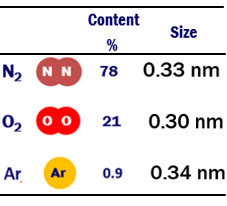 Content
% Size
N₂ N N 78 0.33 nm
O₂ O O 21 0.30 nm
Ar Ar 0.9 0.34 nm